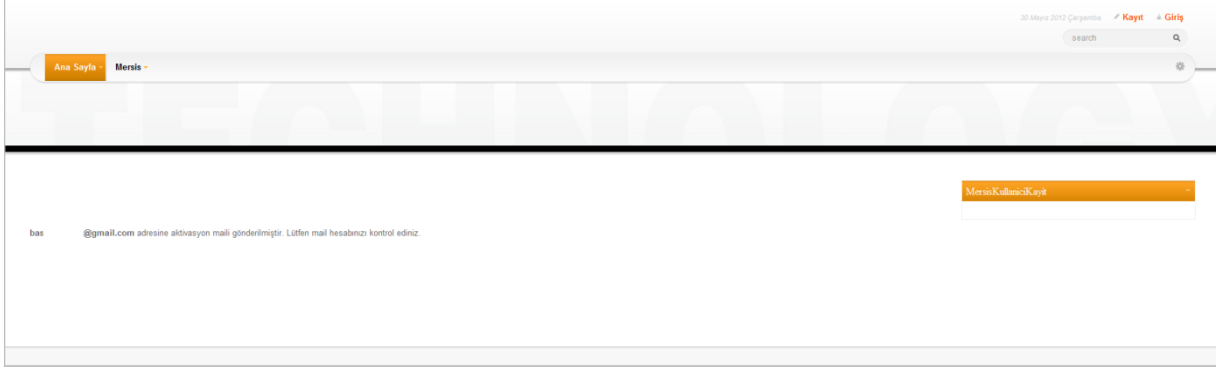 30 Mayıs 2012 Çarşamba Kayıt Giriş
search
Ana Sayfa Mersis
TECHNOLOGY
MersisKullaniciKayit
bas @gmail.com adresine aktivasyon maili gönderilmiştir. Lütfen mail hesabınızı kontrol ediniz.